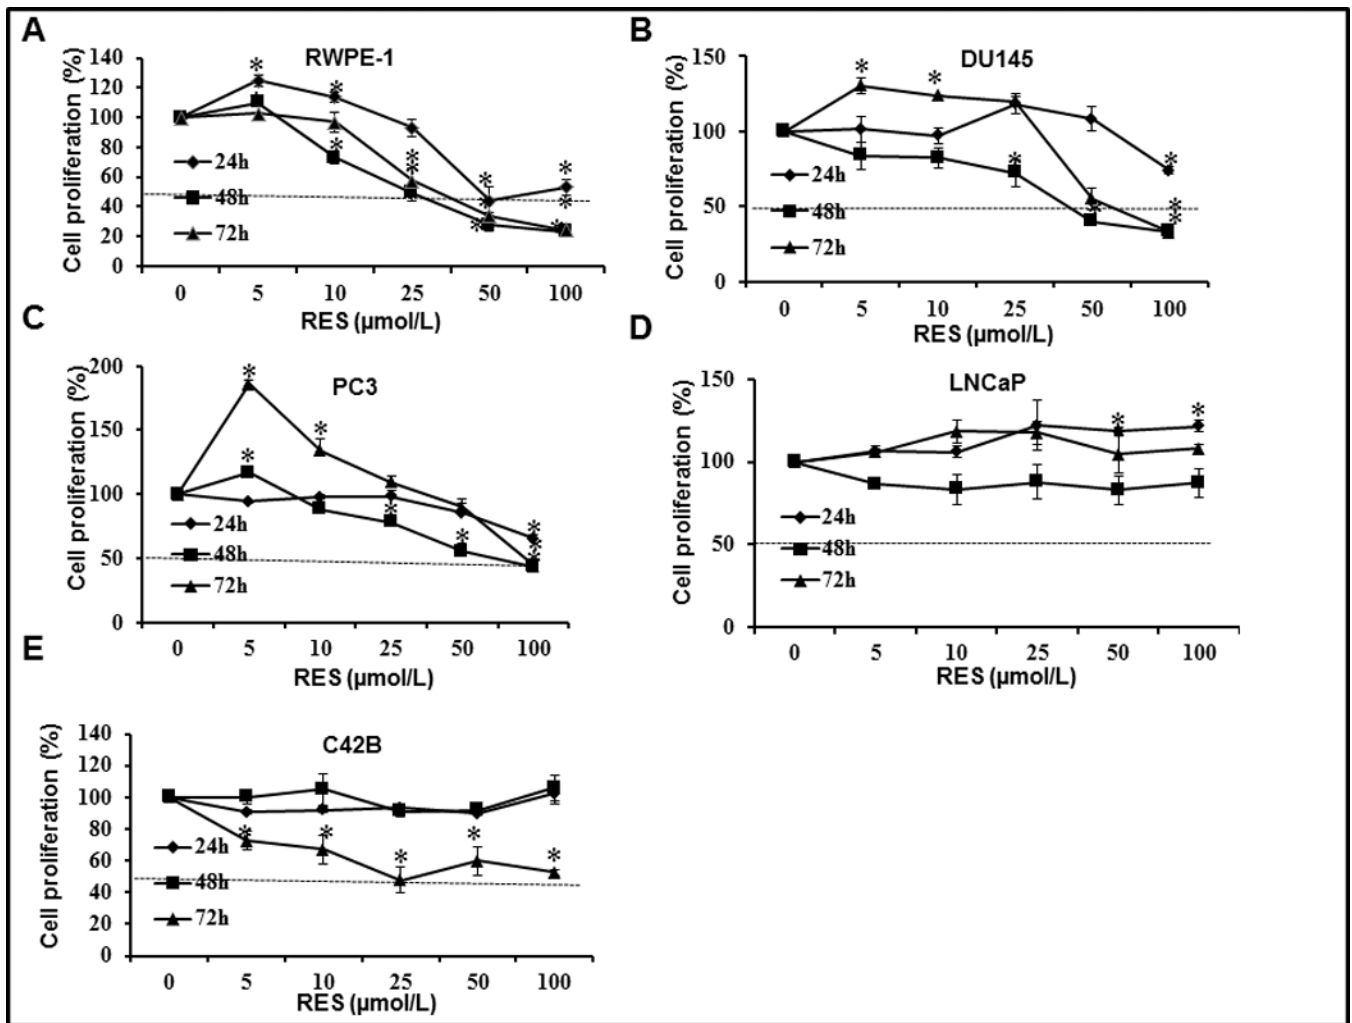 A
RWPE-1
Cell proliferation (%)
140
120
100
80
60
40
20
0
24h
48h
72h
0 5 10 25 50 100
RES (µmol/L)
* * * * * * * * * * *
B
DU145
Cell proliferation (%)
150
100
50
0
24h
48h
72h
0 5 10 25 50 100
RES (µmol/L)
* * * * * * *
C
PC3
Cell proliferation (%)
200
150
100
50
0
24h
48h
72h
0 5 10 25 50 100
RES (µmol/L)
* * * * * * * *
D
LNCaP
Cell proliferation (%)
150
100
50
0
24h
48h
72h
0 5 10 25 50 100
RES (µmol/L)
* *
E
C42B
Cell proliferation (%)
140
120
100
80
60
40
20
0
24h
48h
72h
0 5 10 25 50 100
RES (µmol/L)
* * * * *